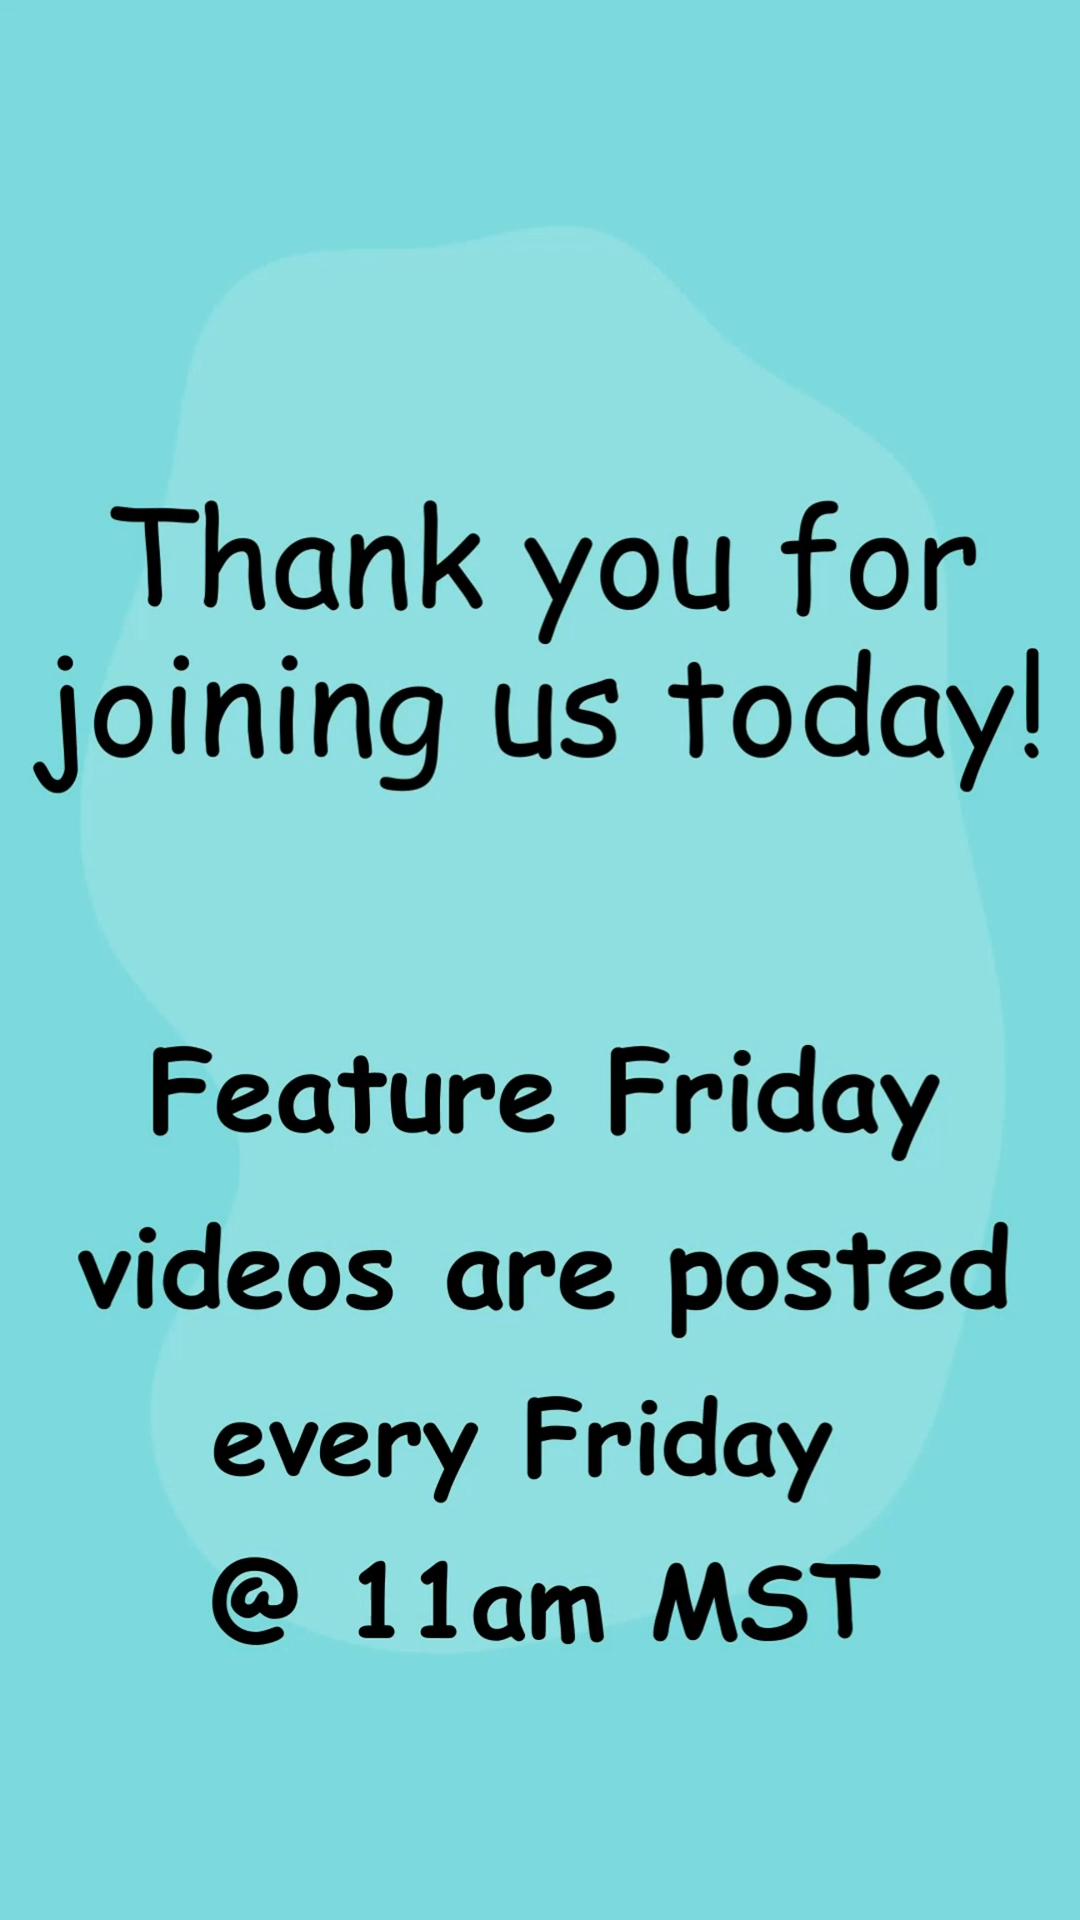 Thank you for
joining us today!
Feature Friday
videos are posted
every Friday
@ 11am MST